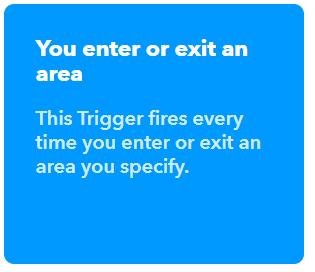 You enter or exit an
area
This Trigger fires every
time you enter or exit an
area you specify.